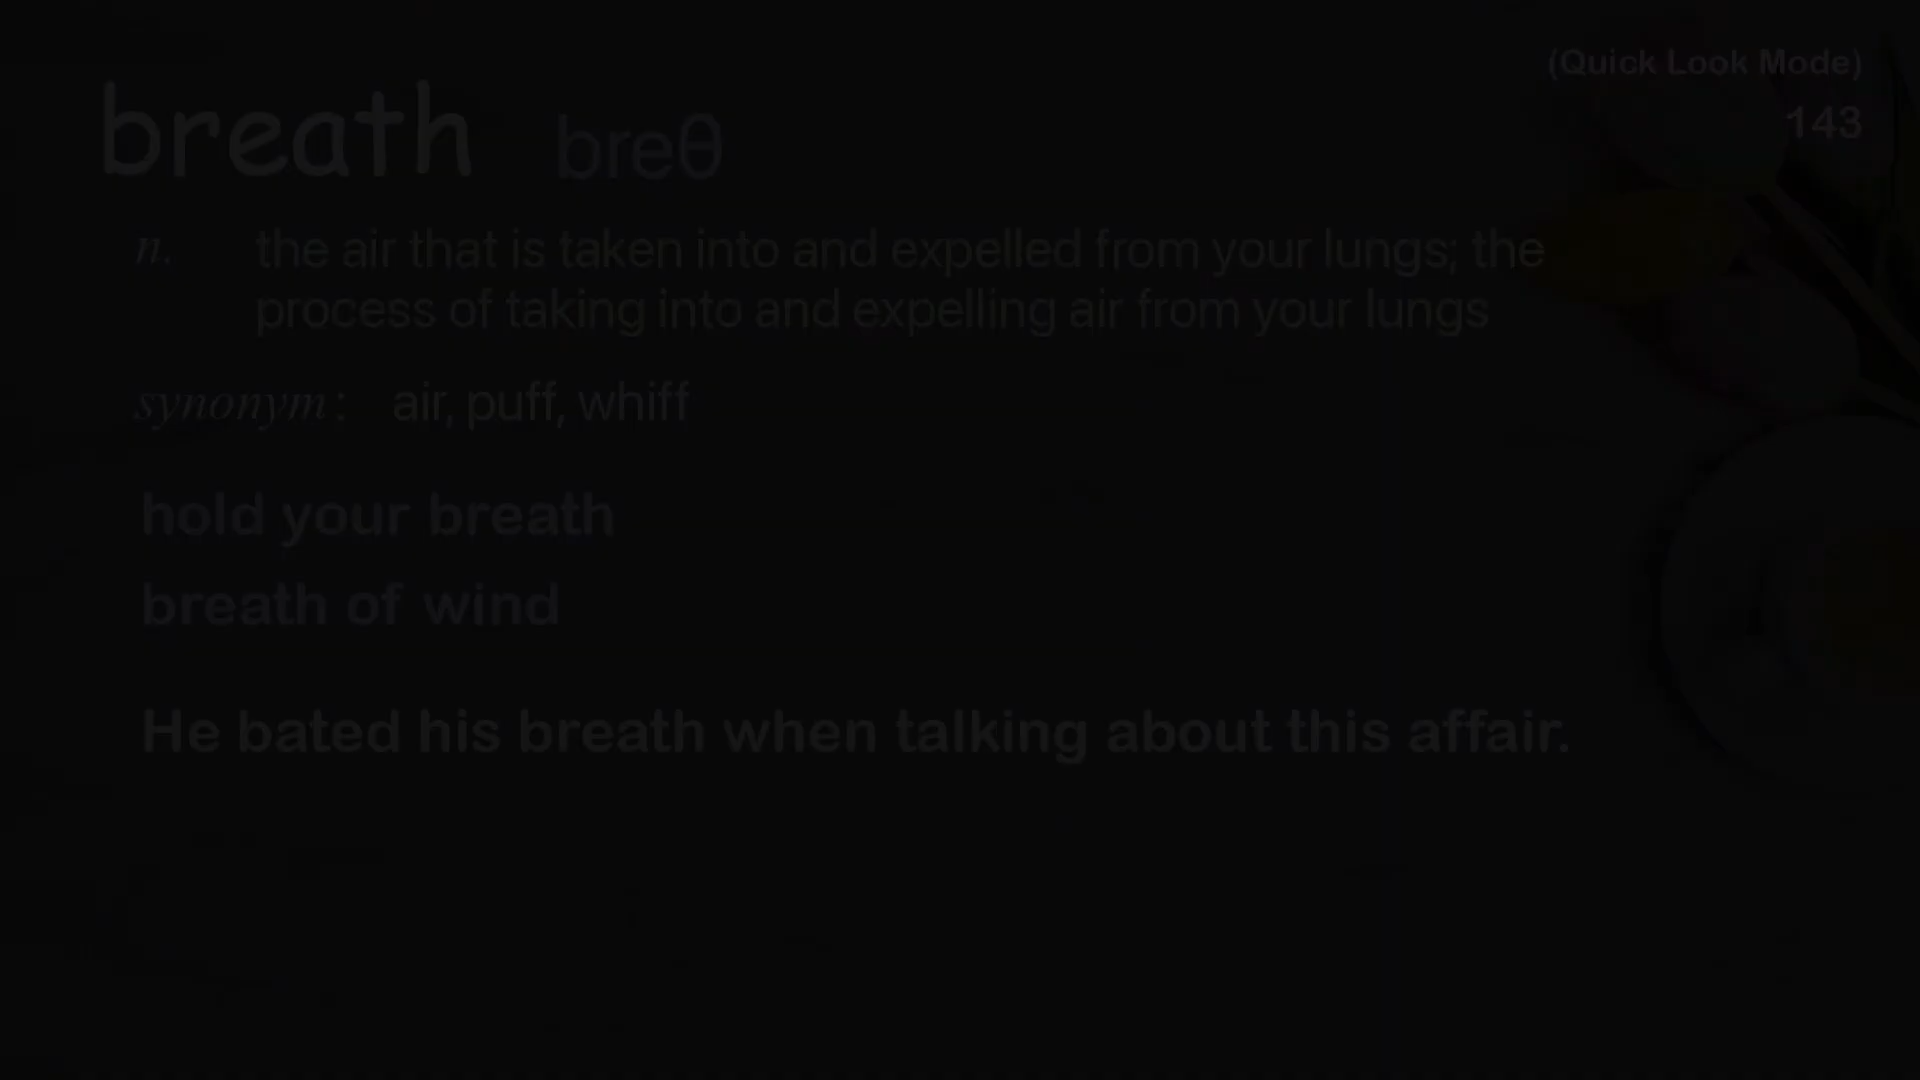 (Quick Look Mode)
143
breath breθ
n. the air that is taken into and expelled from your lungs; the
process of taking into and expelling air from your lungs
synonym: air, puff, whiff
hold your breath
breath of wind
He bated his breath when talking about this affair.